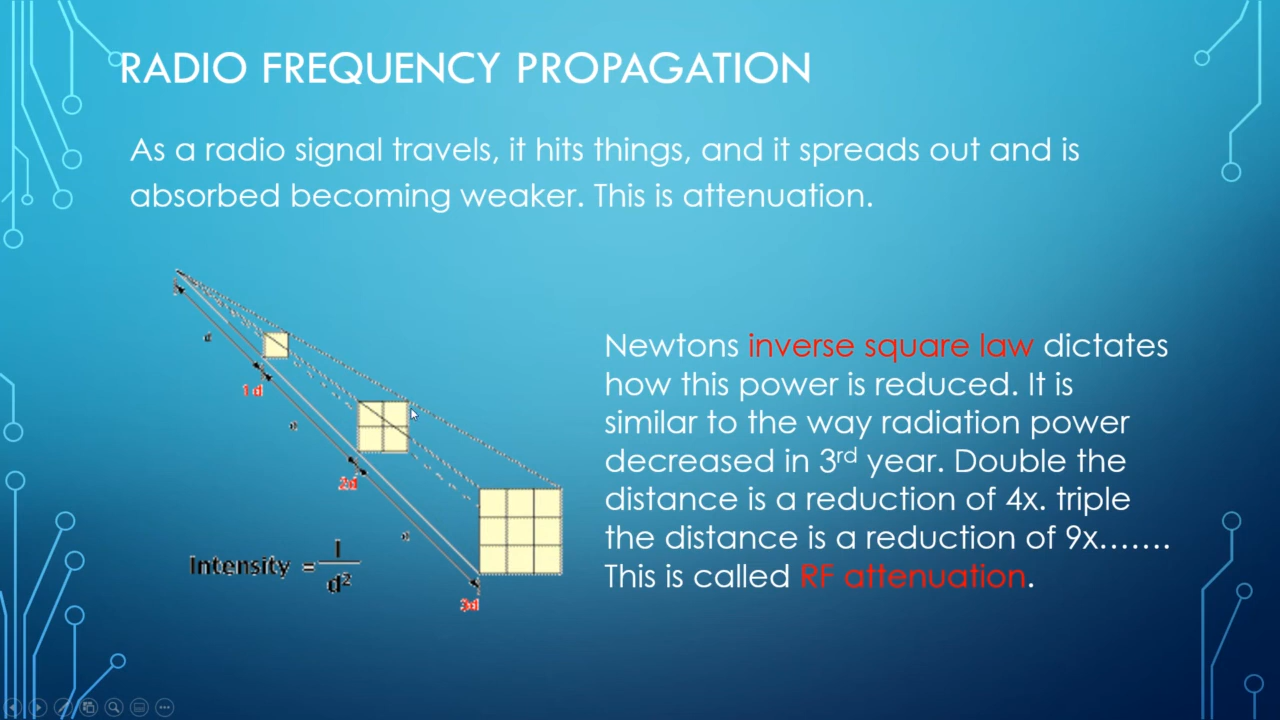 RADIO FREQUENCY PROPAGATION
As a radio signal travels, it hits things, and it spreads out and is
absorbed becoming weaker. This is attenuation.
d
1d
d
2d
d
3d
Intensity = 1
d²
Newtons inverse square law dictates
how this power is reduced. It is
similar to the way radiation power
decreased in 3rd year. Double the
distance is a reduction of 4x. triple
the distance is a reduction of 9x.......
This is called RF attenuation.